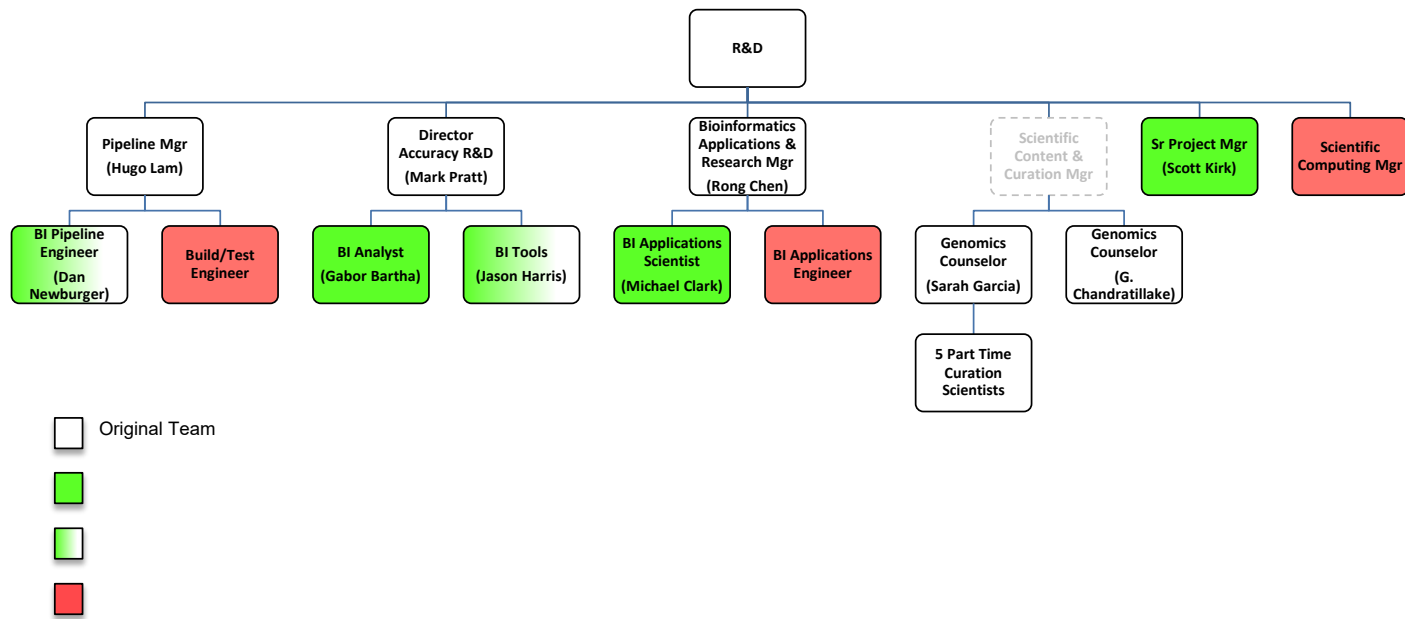 R&D
Pipeline Mgr
(Hugo Lam)
Director
Accuracy R&D
(Mark Pratt)
Bioinformatics
Applications &
Research Mgr
(Rong Chen)
Scientific
Content &
Curation Mgr
Sr Project Mgr
(Scott Kirk)
Scientific
Computing Mgr
BI Pipeline
Engineer
(Dan
Newburger)
Build/Test
Engineer
BI Analyst
(Gabor Bartha)
BI Tools
(Jason Harris)
BI Applications
Scientist
(Michael Clark)
BI Applications
Engineer
Genomics
Counselor
(Sarah Garcia)
Genomics
Counselor
(G.
Chandratillake)
5 Part Time
Curation
Scientists
Original Team